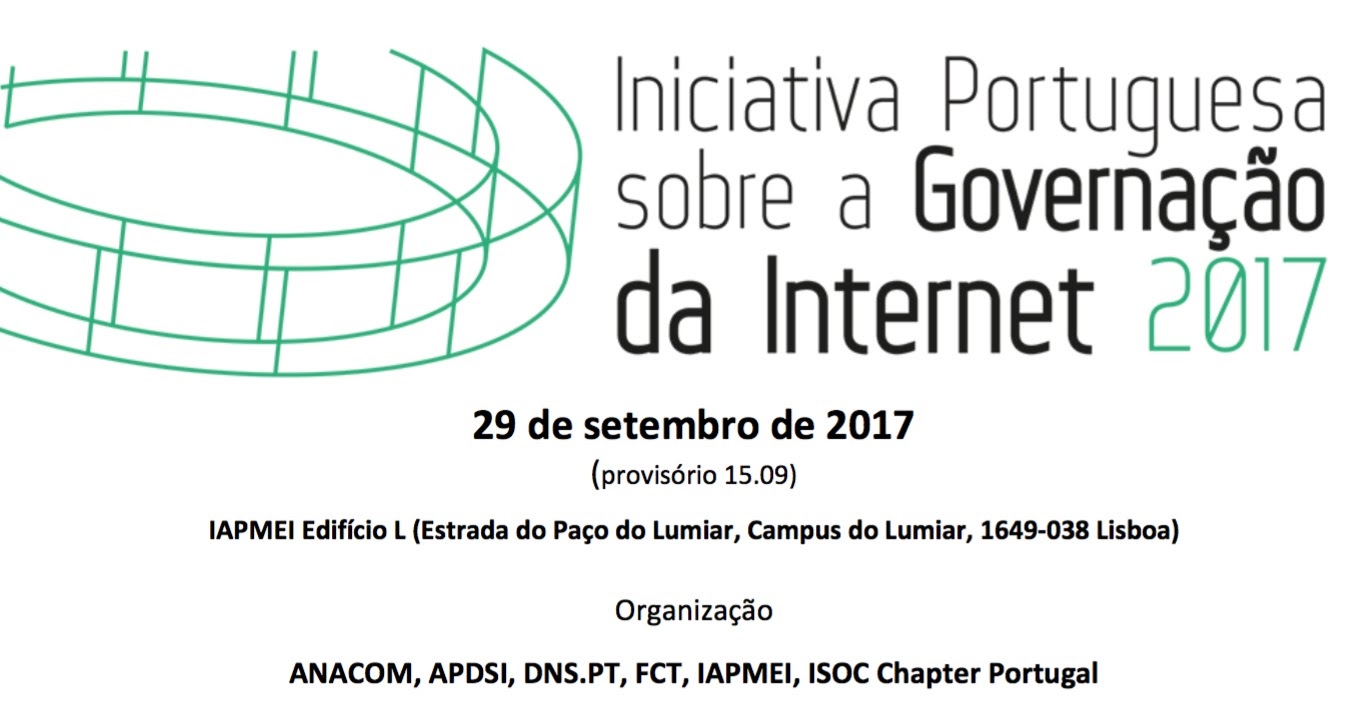 Iniciativa Portuguesa
sobre a Governação
da Internet 2017
29 de setembro de 2017
(provisório 15.09)
IAPMEI Edifício L (Estrada do Paço do Lumiar, Campus do Lumiar, 1649-038 Lisboa)
Organização
ANACOM, APDSI, DNS.PT, FCT, IAPMEI, ISOC Chapter Portugal